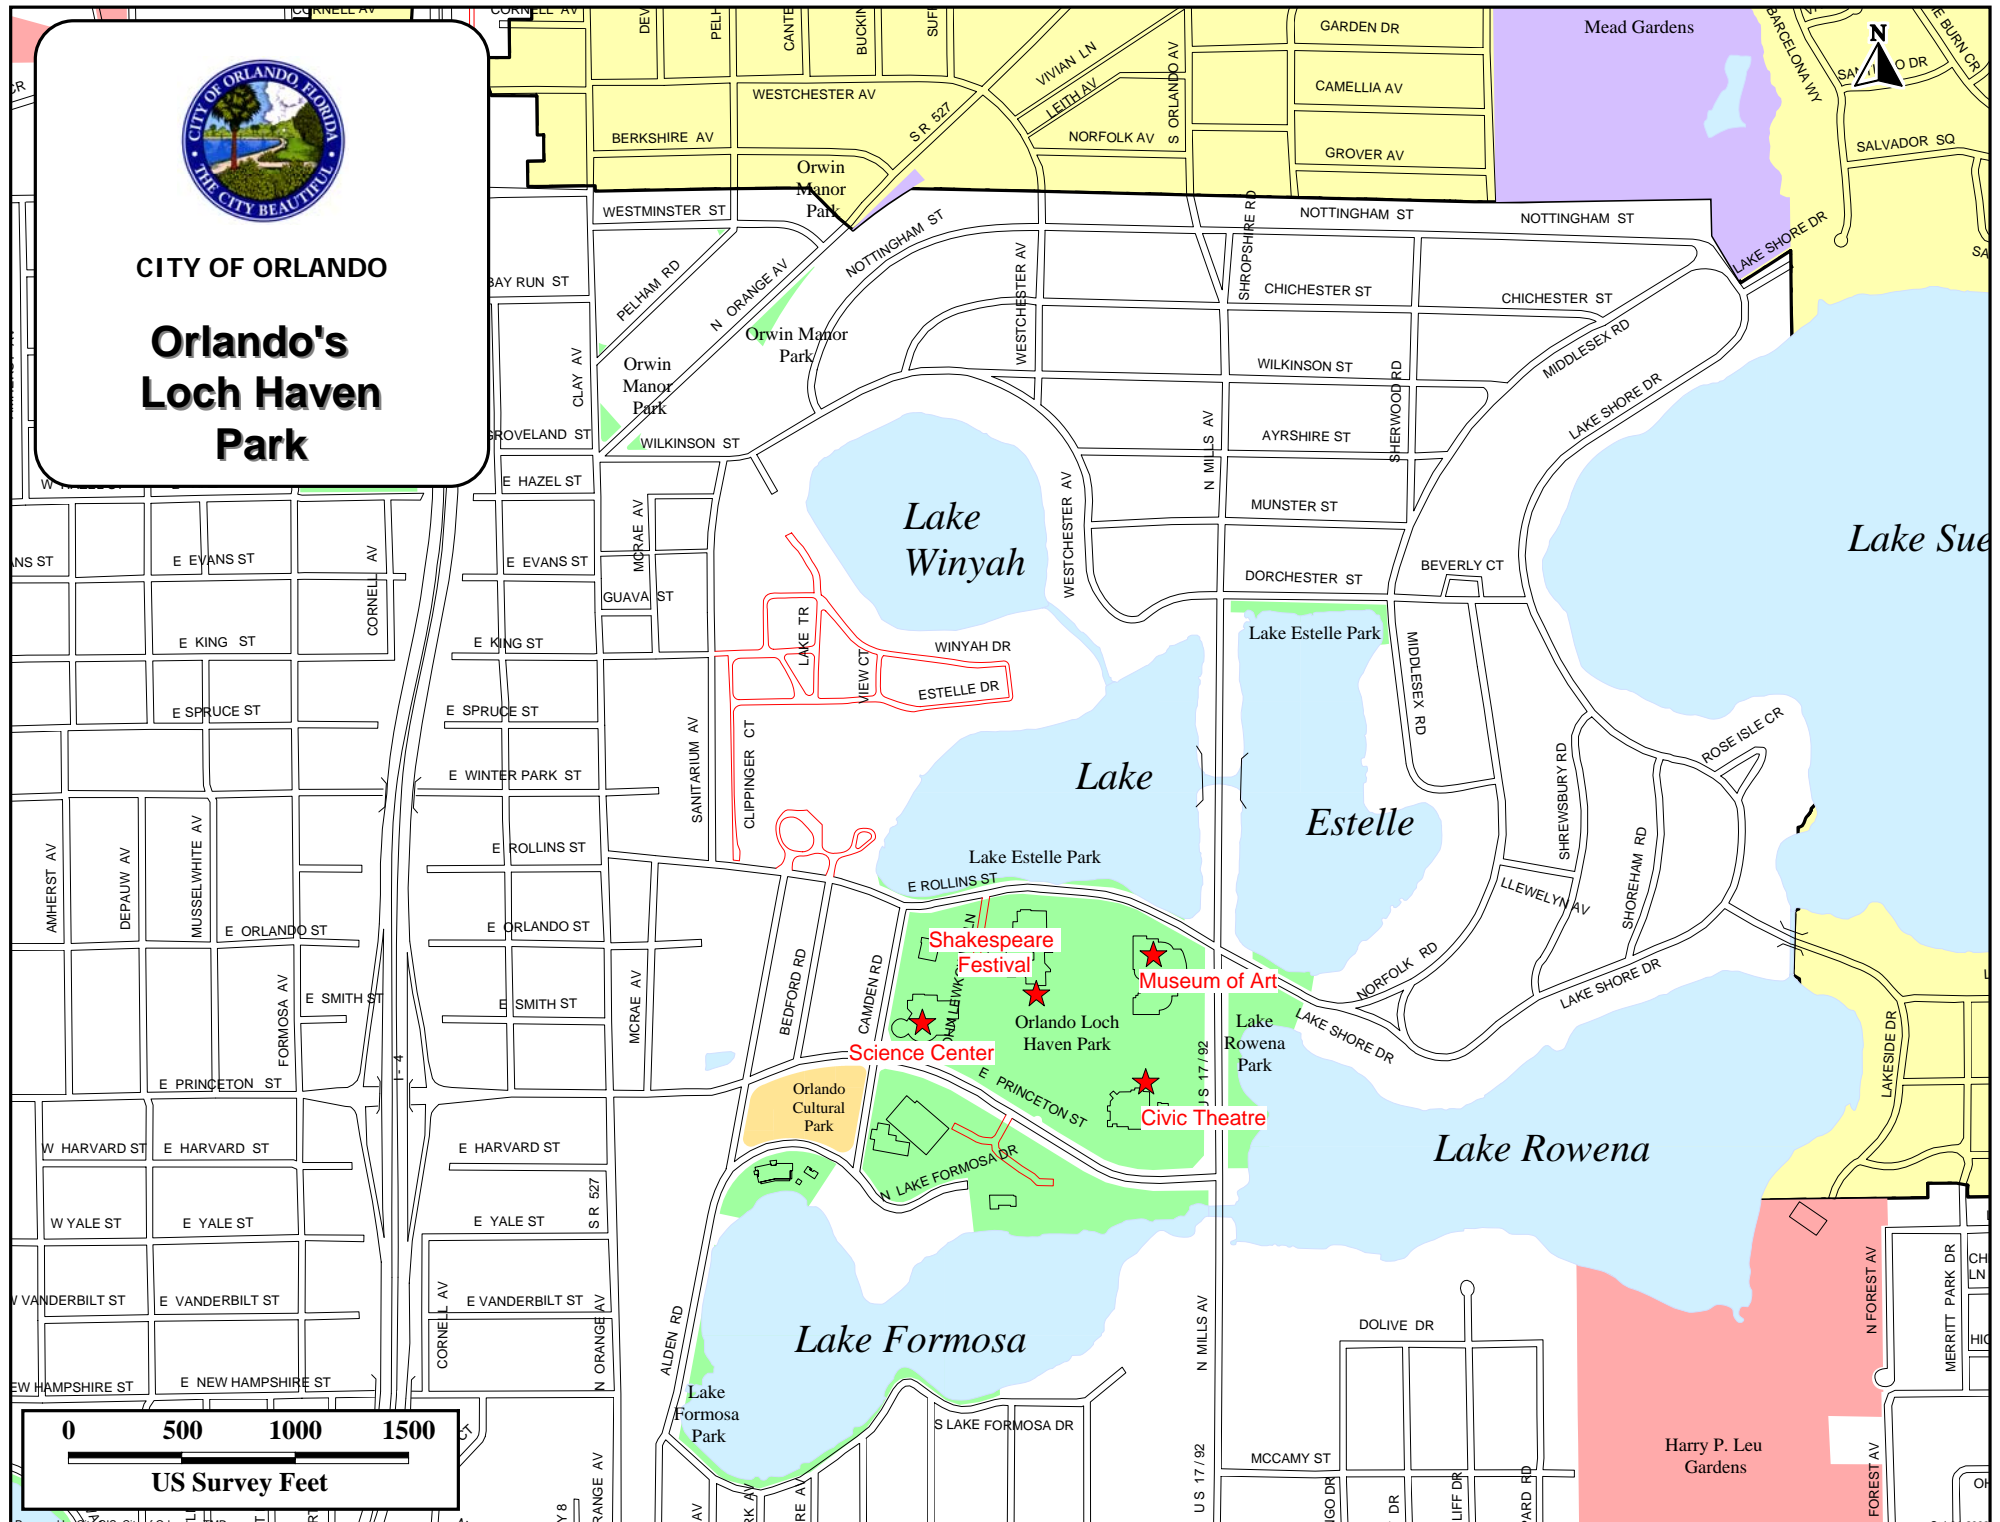 CITY OF ORLANDO, FLORIDA
• THE CITY BEAUTIFUL •
CITY OF ORLANDO
Orlando's
Loch Haven
Park
N
CORNELL AV
CORNELL AV
GARDEN DR
Mead Gardens
VIVIAN LN
LEITH AV
S ORLANDO AV
CAMELLIA AV
BARCELONA WY
WESTCHESTER AV
S R 527
BERKSHIRE AV
NORFOLK AV
GROVER AV
SALVADOR SQ
Orwin
Manor
Park
WESTMINSTER ST
NOTTINGHAM ST
SHROPSHIRE RD
NOTTINGHAM ST
NOTTINGHAM ST
LAKE SHORE DR
BAY RUN ST
PELHAM RD
N ORANGE AV
WESTCHESTER AV
CHICHESTER ST
CHICHESTER ST
Orwin Manor
Park
Orwin
Manor
Park
CLAY AV
MIDDLESEX RD
WILKINSON ST
SHERWOOD RD
LAKE SHORE DR
GROVELAND ST
WILKINSON ST
AYRSHIRE ST
N MILLS AV
E HAZEL ST
MUNSTER ST
Lake
Winyah
Lake Sue
MCRAE AV
WESTCHESTER AV
E EVANS ST
CORNELL AV
E EVANS ST
DORCHESTER ST
BEVERLY CT
GUAVA ST
E KING ST
E KING ST
LAKE TR
WINYAH DR
VIEW CT
ESTELLE DR
Lake Estelle Park
MIDDLESEX RD
E SPRUCE ST
E SPRUCE ST
SANITARIUM AV
CLIPPINGER CT
E WINTER PARK ST
Lake
Estelle
ROSE ISLE CR
SHREWSBURY RD
AMHERST AV
DEPAUW AV
MUSSELWHITE AV
E ROLLINS ST
Lake Estelle Park
E ROLLINS ST
LLEWELYN AV
SHOREHAM RD
E ORLANDO ST
E ORLANDO ST
Shakespeare
Festival
Museum of Art
NORFOLK RD
LAKE SHORE DR
FORMOSA AV
E SMITH ST
E SMITH ST
MCRAE AV
BEDFORD RD
CAMDEN RD
Science Center
Orlando Loch
Haven Park
Lake
Rowena
Park
LAKE SHORE DR
LAKESIDE DR
I - 4
E PRINCETON ST
E PRINCETON ST
U S 17 / 92
Orlando
Cultural
Park
Civic Theatre
W HARVARD ST
E HARVARD ST
E HARVARD ST
N LAKE FORMOSA DR
Lake Rowena
W YALE ST
E YALE ST
E YALE ST
S R 527
W VANDERBILT ST
E VANDERBILT ST
E VANDERBILT ST
CORNELL AV
N ORANGE AV
ALDEN RD
Lake Formosa
N MILLS AV
DOLIVE DR
N FOREST AV
MERRITT PARK DR
E NEW HAMPSHIRE ST
Lake
Formosa
Park
S LAKE FORMOSA DR
MCCAMY ST
Harry P. Leu
Gardens
U S 17 / 92
FOREST AV
0 500 1000 1500
US Survey Feet